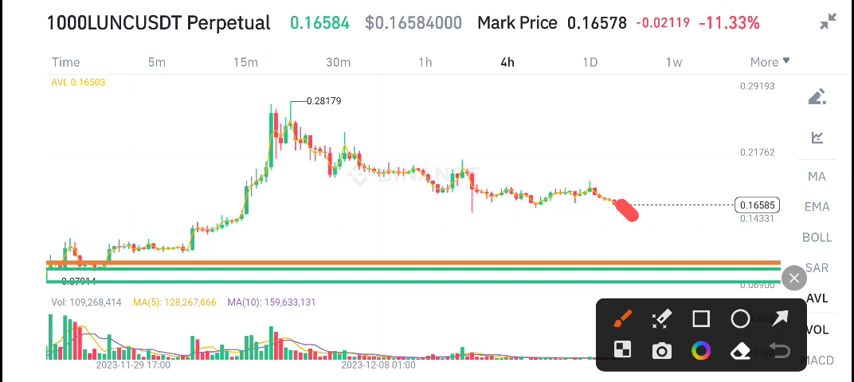 1000LUNCUSDT Perpetual 0.16584 $0.16584000 Mark Price 0.16578 -0.02119 -11.33%
Time 5m 15m 30m 1h 4h 1D 1w More
AVL 0.16503
0.29193
0.28179
0.21762
BINANCE
MA
0.16585
EMA
0.14331
BOLL
SAR
0.07914
0.06900
AVL
Vol: 109,268,414 MA(5): 128,267,666 MA(10): 159,633,131
VOL
MACD
2023-11-29 17:00 2023-12-08 01:00